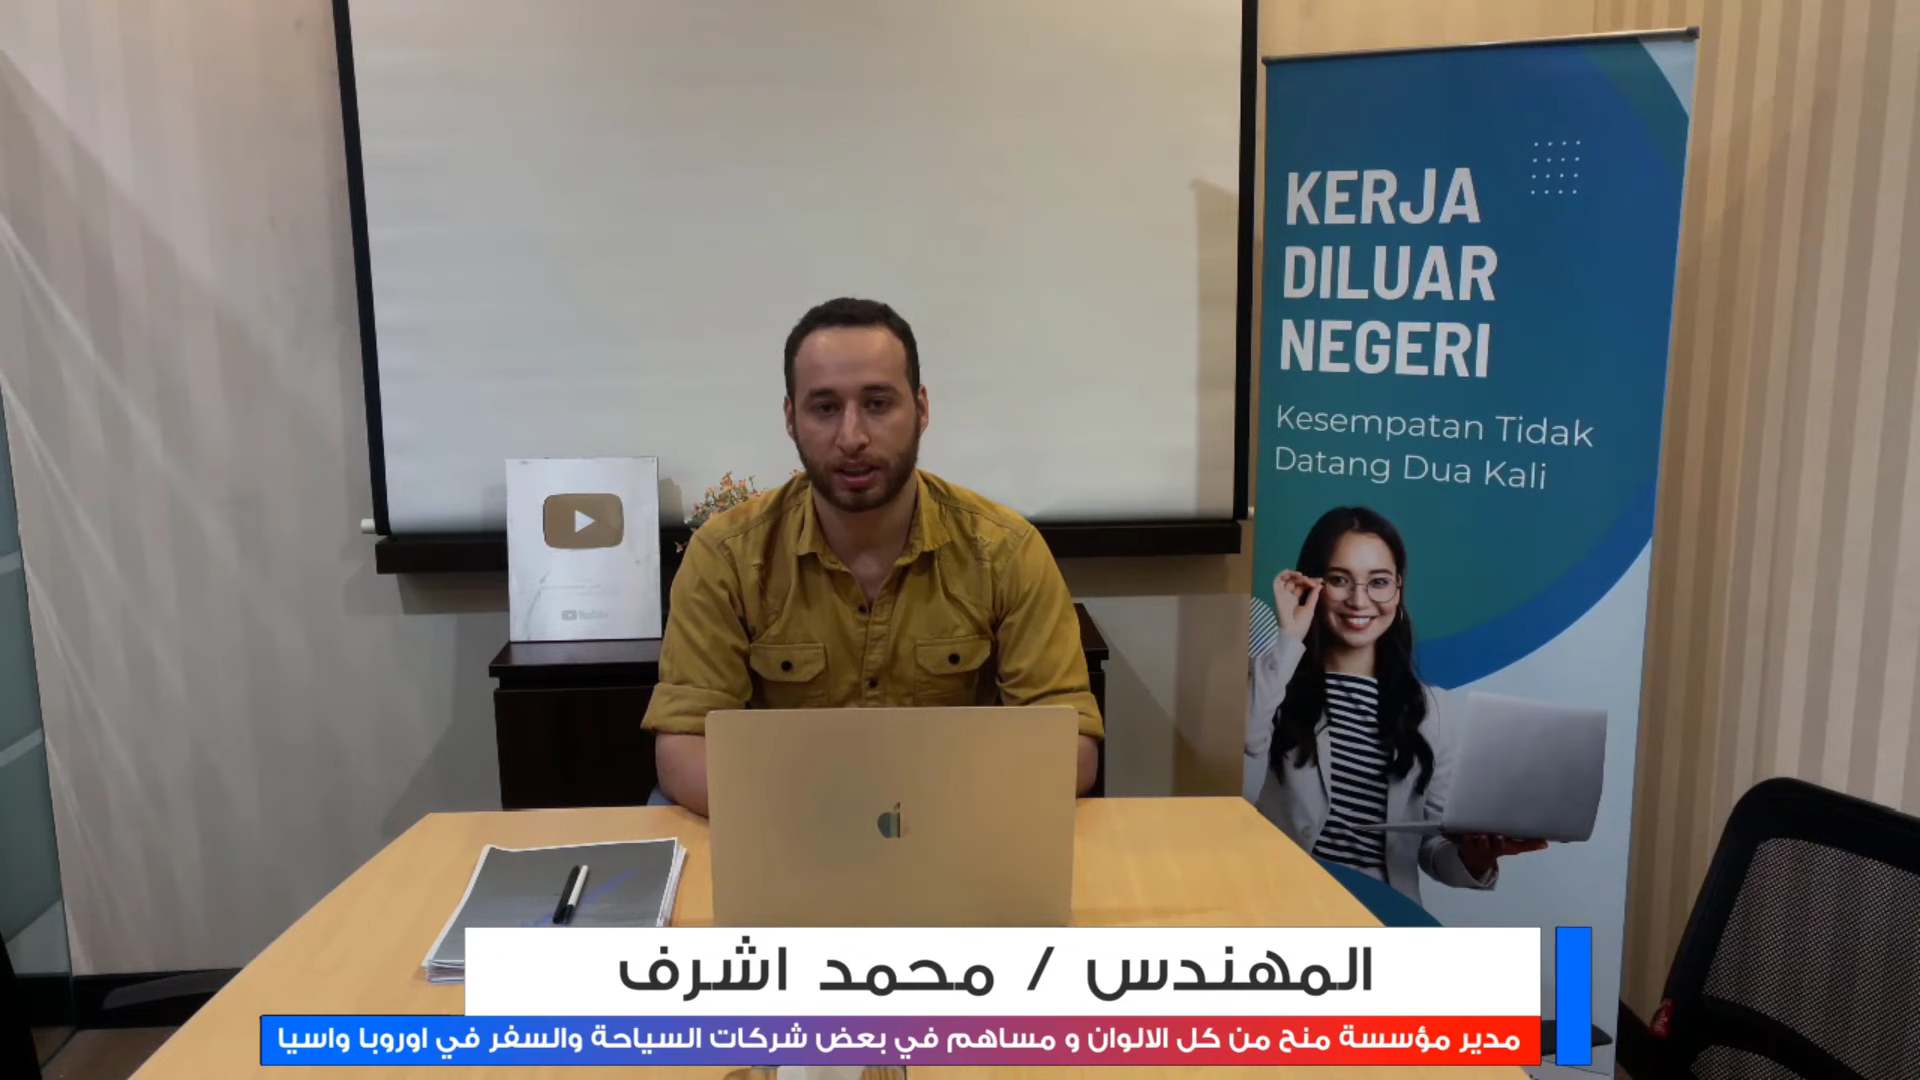 KERJA
DILUAR
NEGERI
Kesempatan Tidak
Datang Dua Kali
المهندس / محمد اشرف
مدير مؤسسة منح من كل الالوان و مساهم في بعض شركات السياحة والسفر في اوروبا واسيا